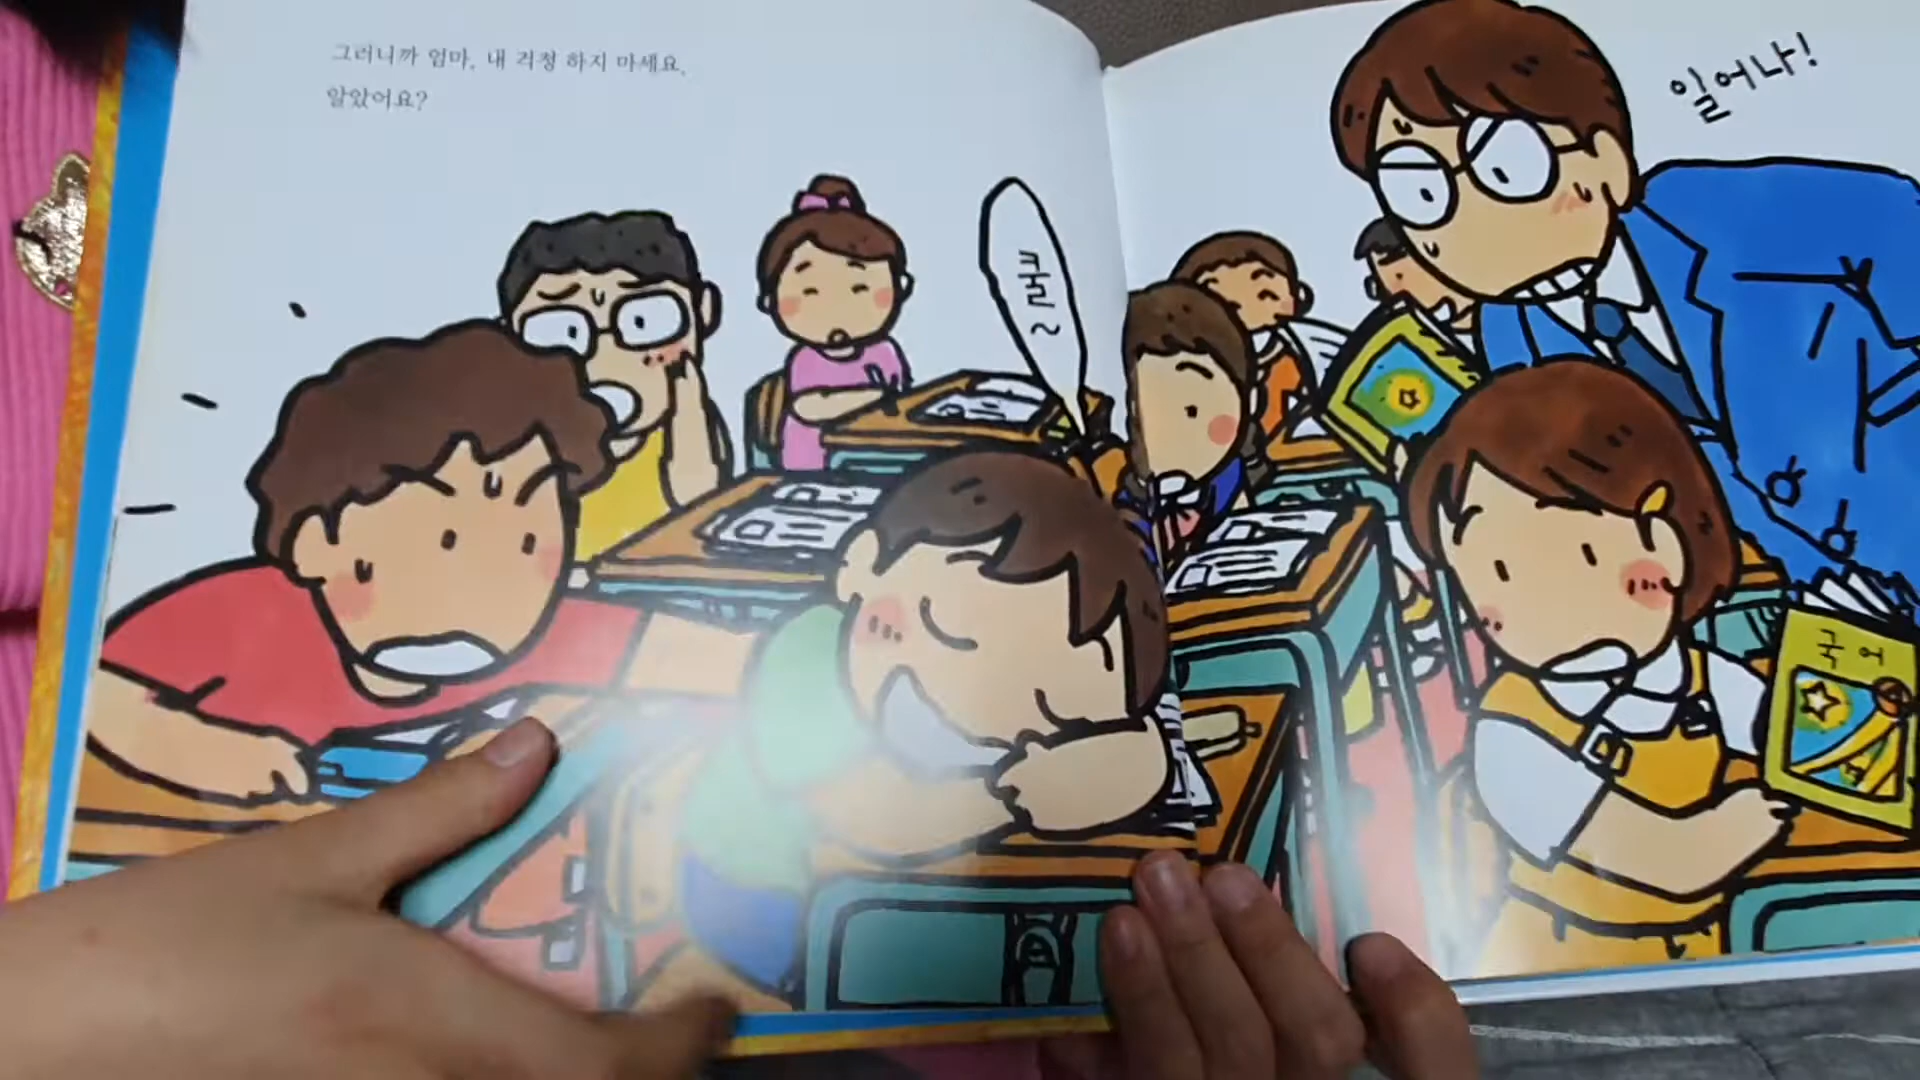 그러니까 엄마, 내 걱정 하지 마세요.
알았어요?
쿨~
일어나!
국어